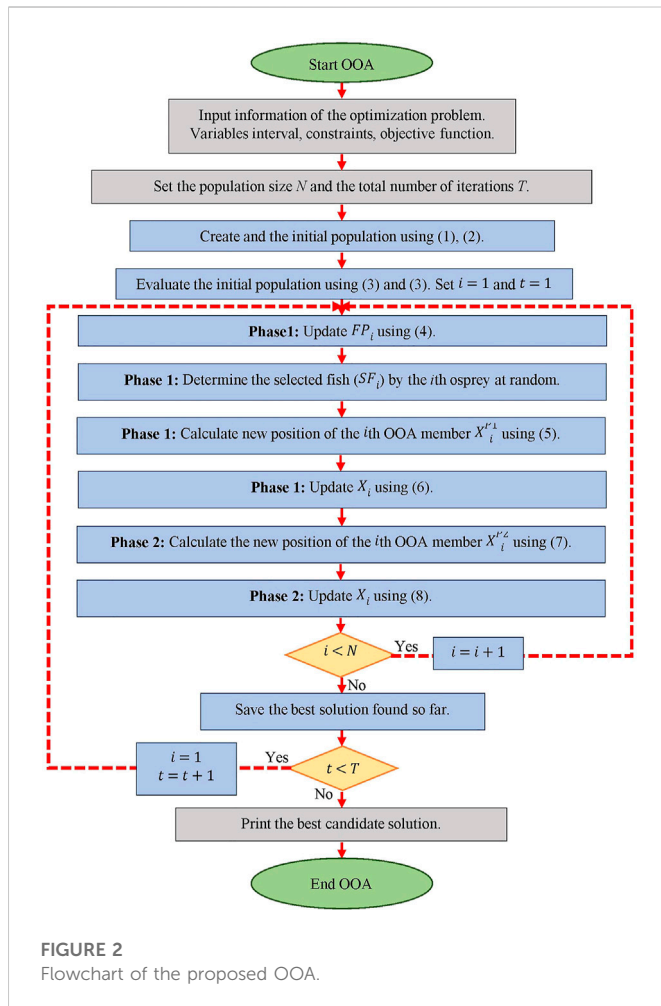 Start OOA
Input information of the optimization problem.
Variables interval, constraints, objective function.
Set the population size N and the total number of iterations T.
Create and the initial population using (1), (2).
Evaluate the initial population using (3) and (3). Set i = 1 and t = 1
Phase1: Update FP_i using (4).
Phase 1: Determine the selected fish (SF_i) by the ith osprey at random.
Phase 1: Calculate new position of the ith OOA member X_i^P1 using (5).
Phase 1: Update X_i using (6).
Phase 2: Calculate the new position of the ith OOA member X_i^P2 using (7).
Phase 2: Update X_i using (8).
i < N
Yes
i = i + 1
No
Save the best solution found so far.
i = 1
t = t + 1
Yes
t < T
No
Print the best candidate solution.
End OOA
FIGURE 2
Flowchart of the proposed OOA.